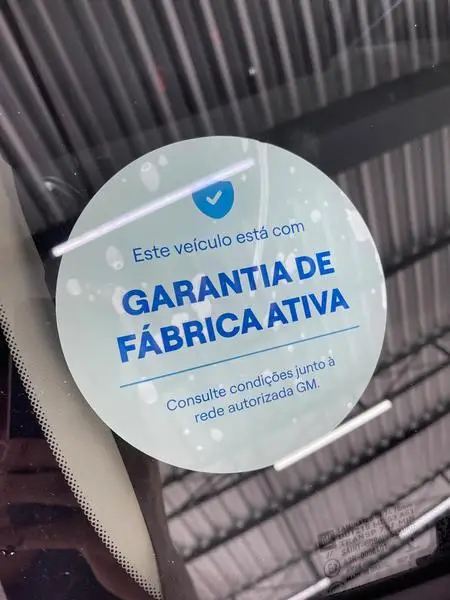 Este veículo está com
GARANTIA DE
FÁBRICA ATIVA
Consulte condições junto à
rede autorizada GM.